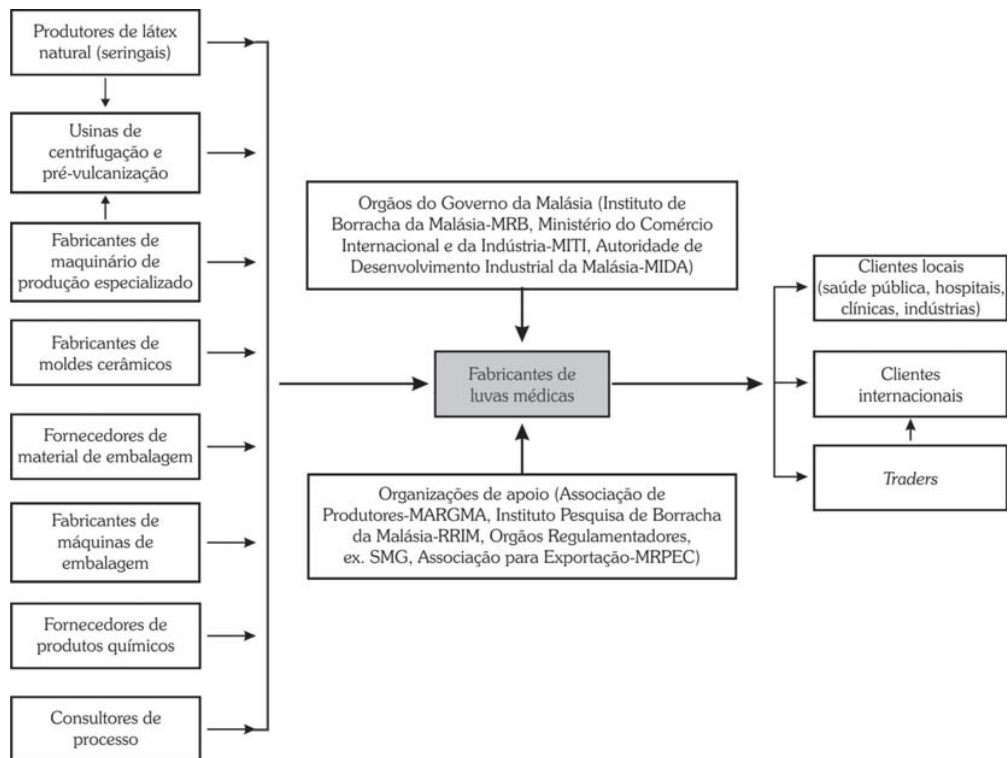 Produtores de látex
natural (seringais)
Usinas de
centrifugação e
pré-vulcanização
Fabricantes de
maquinário de
produção especializado
Fabricantes de
moldes cerâmicos
Fornecedores de
material de embalagem
Fabricantes de
máquinas de
embalagem
Fornecedores de
produtos químicos
Consultores de
processo
Orgãos do Governo da Malásia (Instituto de
Borracha da Malásia-MRB, Ministério do Comércio
Internacional e da Indústria-MITI, Autoridade de
Desenvolvimento Industrial da Malásia-MIDA)
Fabricantes de
luvas médicas
Organizações de apoio (Associação de
Produtores-MARGMA, Instituto Pesquisa de Borracha
da Malásia-RRIM, Orgãos Regulamentadores,
ex. SMG, Associação para Exportação-MRPEC)
Clientes locais
(saúde pública, hospitais,
clínicas, indústrias)
Clientes
internacionais
Traders